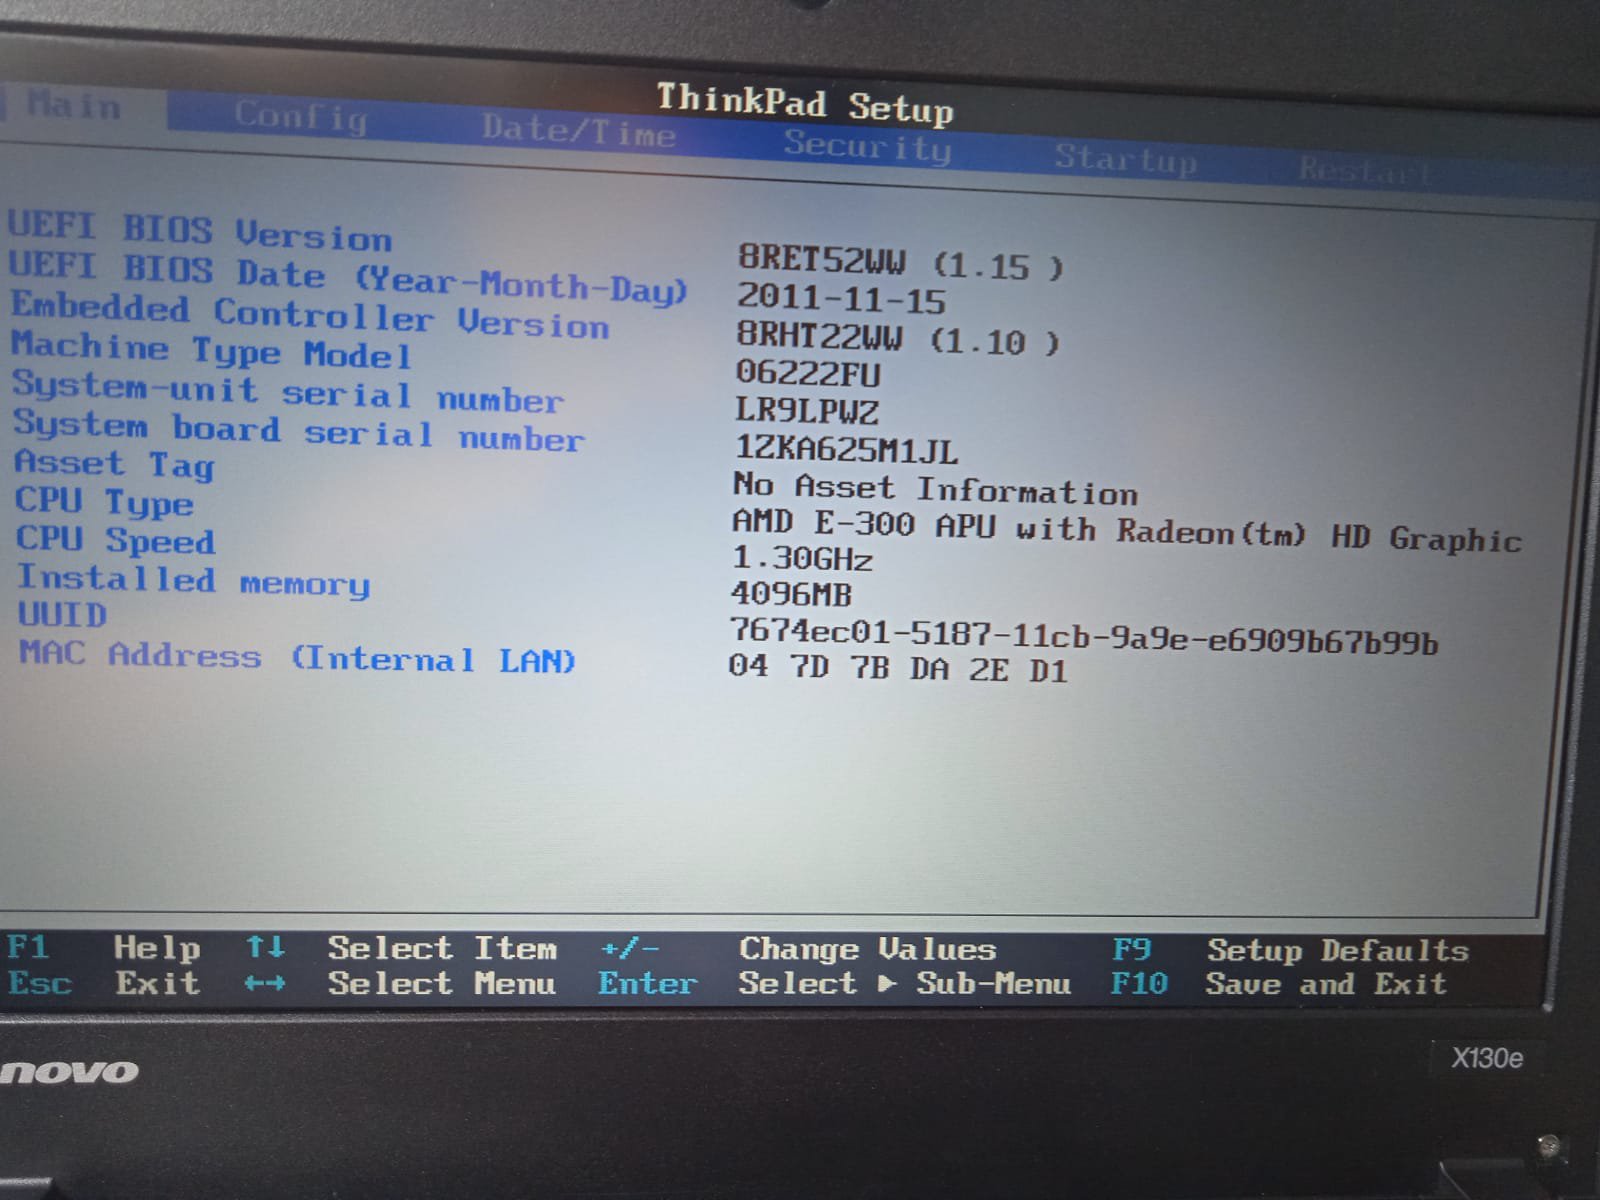 ThinkPad Setup
Main Config Date/Time Security Startup Restart
UEFI BIOS Version 8RET52WW (1.15 )
UEFI BIOS Date (Year-Month-Day) 2011-11-15
Embedded Controller Version 8RHT22WW (1.10 )
Machine Type Model 06222FU
System-unit serial number LR9LPWZ
System board serial number 1ZKA625M1JL
Asset Tag No Asset Information
CPU Type AMD E-300 APU with Radeon(tm) HD Graphic
CPU Speed 1.30GHz
Installed memory 4096MB
UUID 7674ec01-5187-11cb-9a9e-e6909b67b99b
MAC Address (Internal LAN) 04 7D 7B DA 2E D1
F1 Help ↑↓ Select Item +/- Change Values F9 Setup Defaults
Esc Exit ←→ Select Menu Enter Select ▶ Sub-Menu F10 Save and Exit
novo X130e